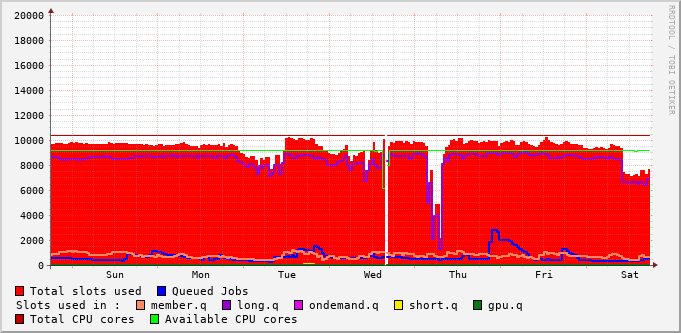 20000
18000
16000
14000
12000
10000
8000
6000
4000
2000
0
Sun Mon Tue Wed Thu Fri Sat
RRDTOOL / TOBI OETIKER
Total slots used Queued Jobs
Slots used in : member.q long.q ondemand.q short.q gpu.q
Total CPU cores Available CPU cores